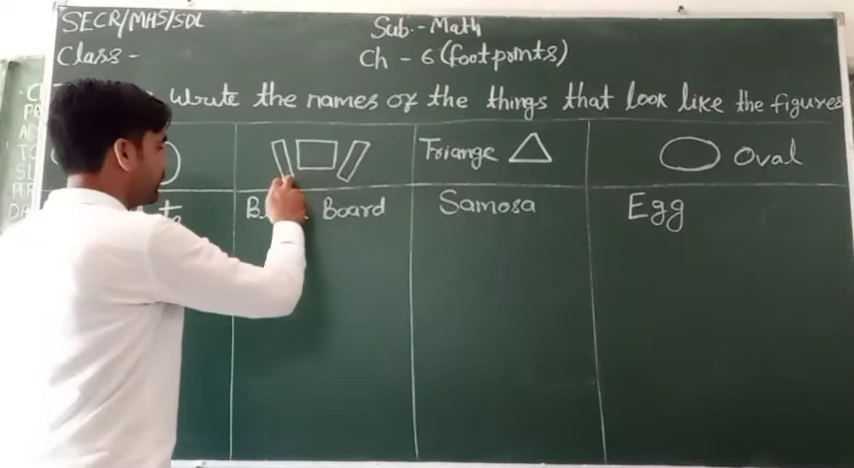 SECR/MHS/SDL
Sub.-Math
Class -
Ch - 6 (footprints)
Write the names of the things that look like the figures
Triange
Oval
Board
Samosa
Egg